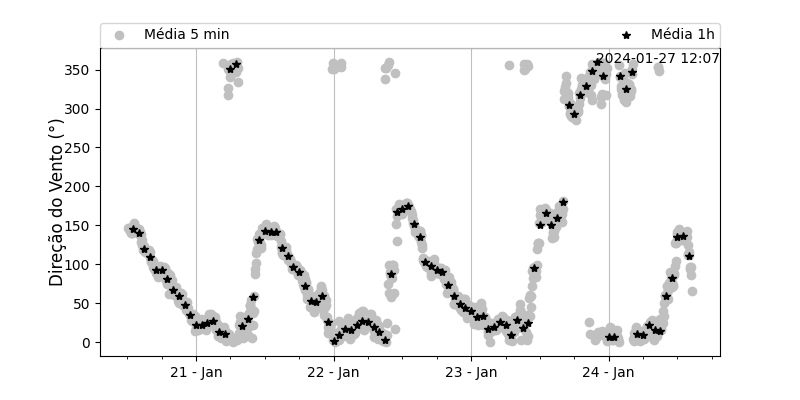 Média 5 min
Média 1h
2024-01-27 12:07
Direção do Vento (°)
350
300
250
200
150
100
50
0
21 - Jan
22 - Jan
23 - Jan
24 - Jan